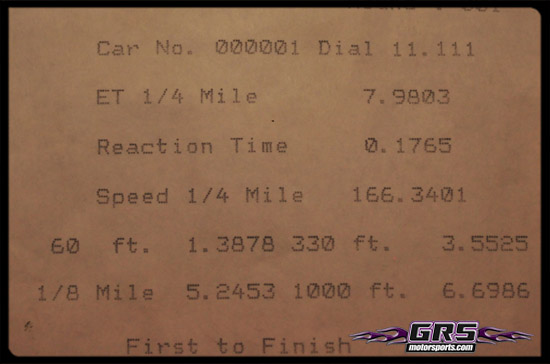 Car No. 000001 Dial 11.111
ET 1/4 Mile 7.9803
Reaction Time 0.1765
Speed 1/4 Mile 166.3401
60 ft. 1.3878 330 ft. 3.5525
1/8 Mile 5.2453 1000 ft. 6.6986
First to Finish
GRS
motorsports.com